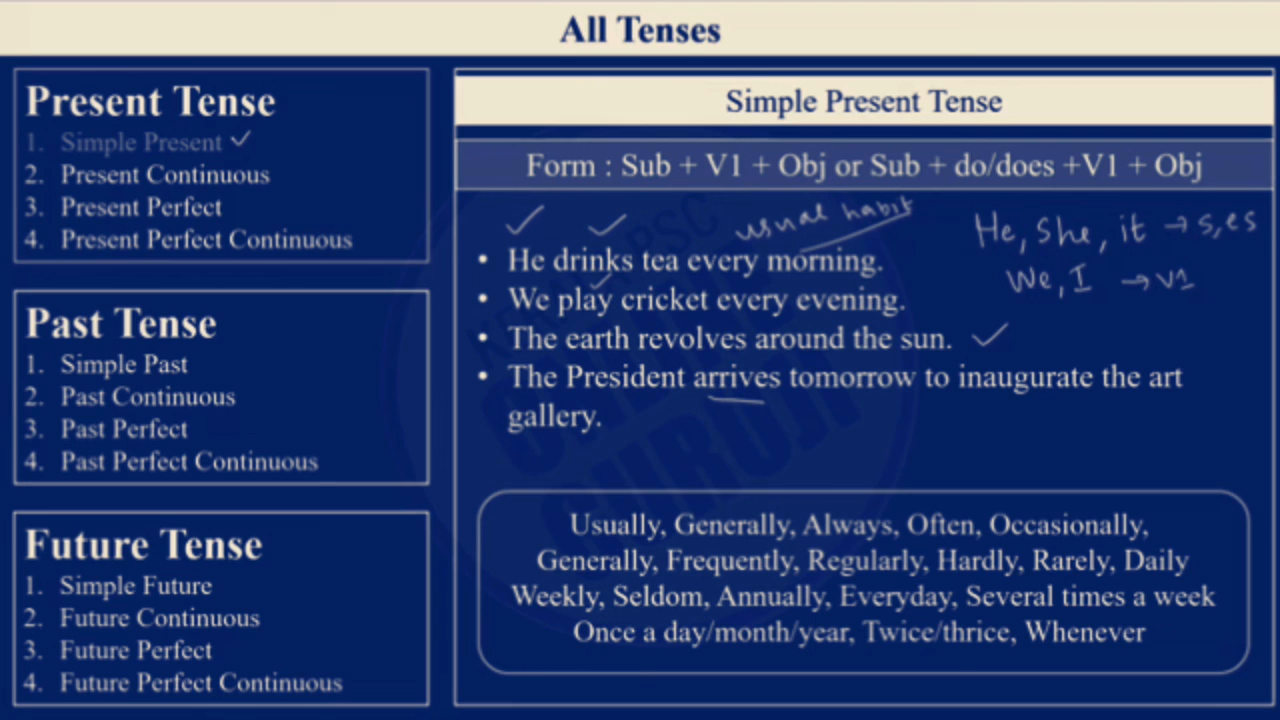 All Tenses
Present Tense
1. Simple Present
2. Present Continuous
3. Present Perfect
4. Present Perfect Continuous
Past Tense
1. Simple Past
2. Past Continuous
3. Past Perfect
4. Past Perfect Continuous
Future Tense
1. Simple Future
2. Future Continuous
3. Future Perfect
4. Future Perfect Continuous
Simple Present Tense
Form : Sub + V1 + Obj or Sub + do/does +V1 + Obj
usual habit
He, she, it → s, es
We, I → V1
• He drinks tea every morning.
• We play cricket every evening.
• The earth revolves around the sun.
• The President arrives tomorrow to inaugurate the art
gallery.
Usually, Generally, Always, Often, Occasionally,
Generally, Frequently, Regularly, Hardly, Rarely, Daily
Weekly, Seldom, Annually, Everyday, Several times a week
Once a day/month/year, Twice/thrice, Whenever